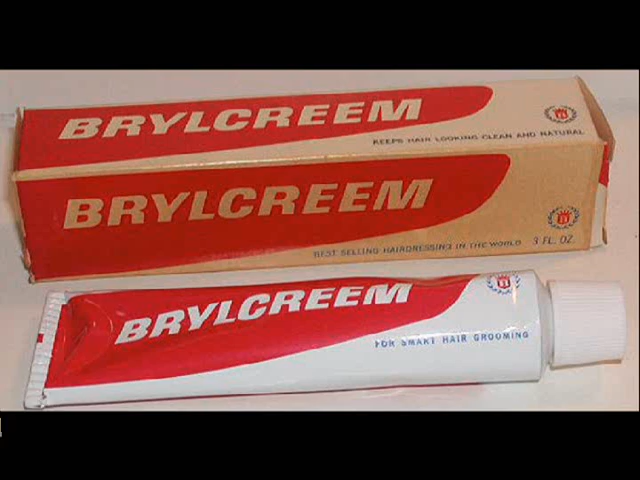 BRYLCREEM
KEEPS HAIR LOOKING CLEAN AND NATURAL
BRYLCREEM
BEST SELLING HAIRDRESSING IN THE WORLD 3 FL. OZ.
BRYLCREEM
FOR SMART HAIR GROOMING